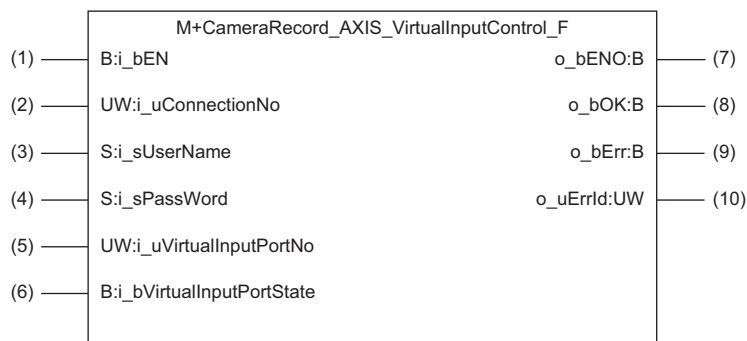 M+CameraRecord_AXIS_VirtualInputControl_F
(1) B:i_bEN o_bENO:B (7)
(2) UW:i_uConnectionNo o_bOK:B (8)
(3) S:i_sUserName o_bErr:B (9)
(4) S:i_sPassWord o_uErrId:UW (10)
(5) UW:i_uVirtualInputPortNo
(6) B:i_bVirtualInputPortState